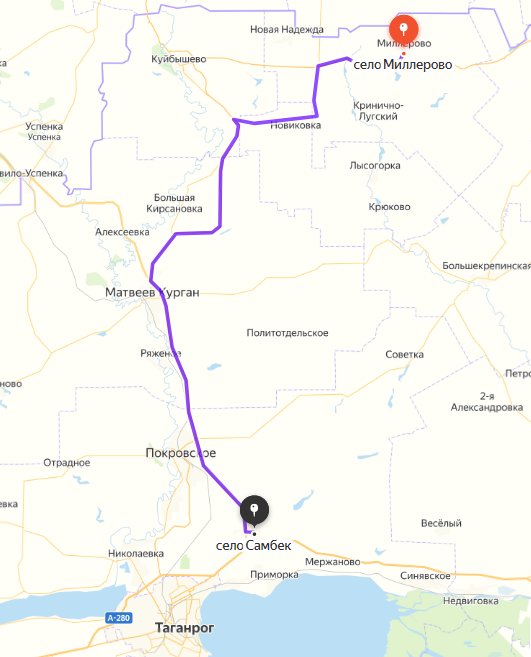 Новая Надежда
Миллерово
Куйбышево
село Миллерово
Кринично-
Лугский
Успенка
Успенка
Новиковка
Лысогорка
вило-Успенка
Большая
Кирсановка
Крюково
Алексеевка
Большекрепинская
Матвеев Курган
Политотдельское
Ряженое
Советка
Петро
ново
2-я
Александровка
Покровское
Отрадное
евка
Весёлый
село Самбек
Николаевка
Мержаново
Приморка
Синявское
Недвиговка
А-280
Таганрог